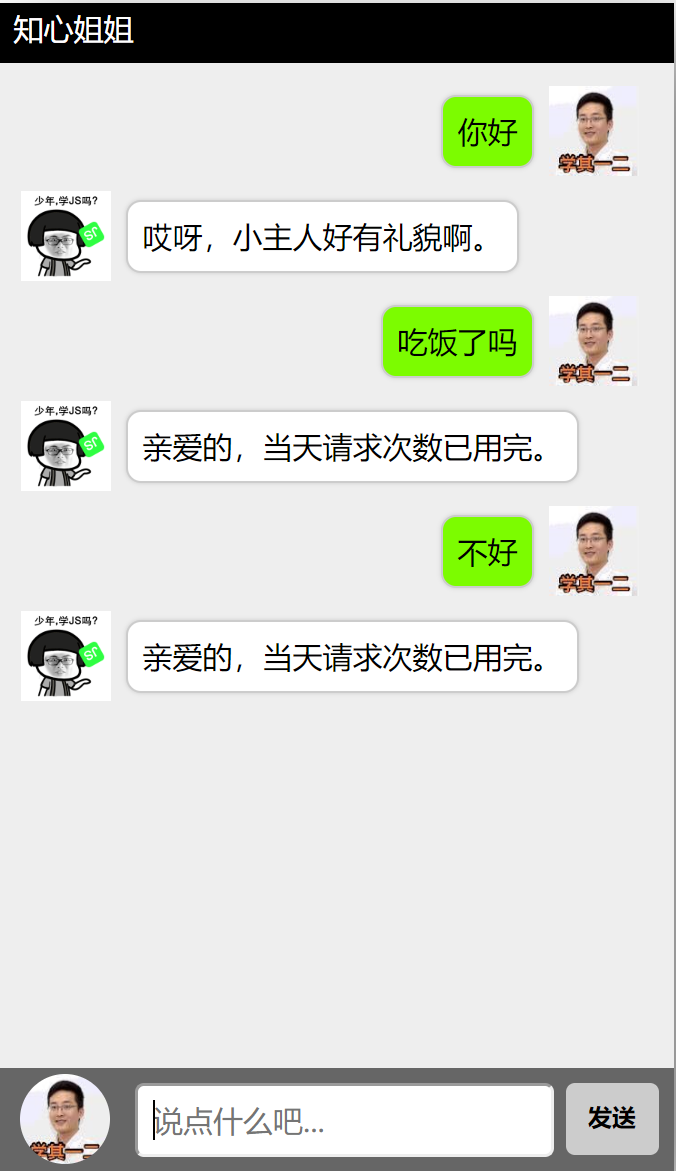 知心姐姐
你好
学其一二
少年,学JS吗?
JS
哎呀，小主人好有礼貌啊。
吃饭了吗
学其一二
少年,学JS吗?
JS
亲爱的，当天请求次数已用完。
不好
学其一二
少年,学JS吗?
JS
亲爱的，当天请求次数已用完。
学其一二
说点什么吧...
发送